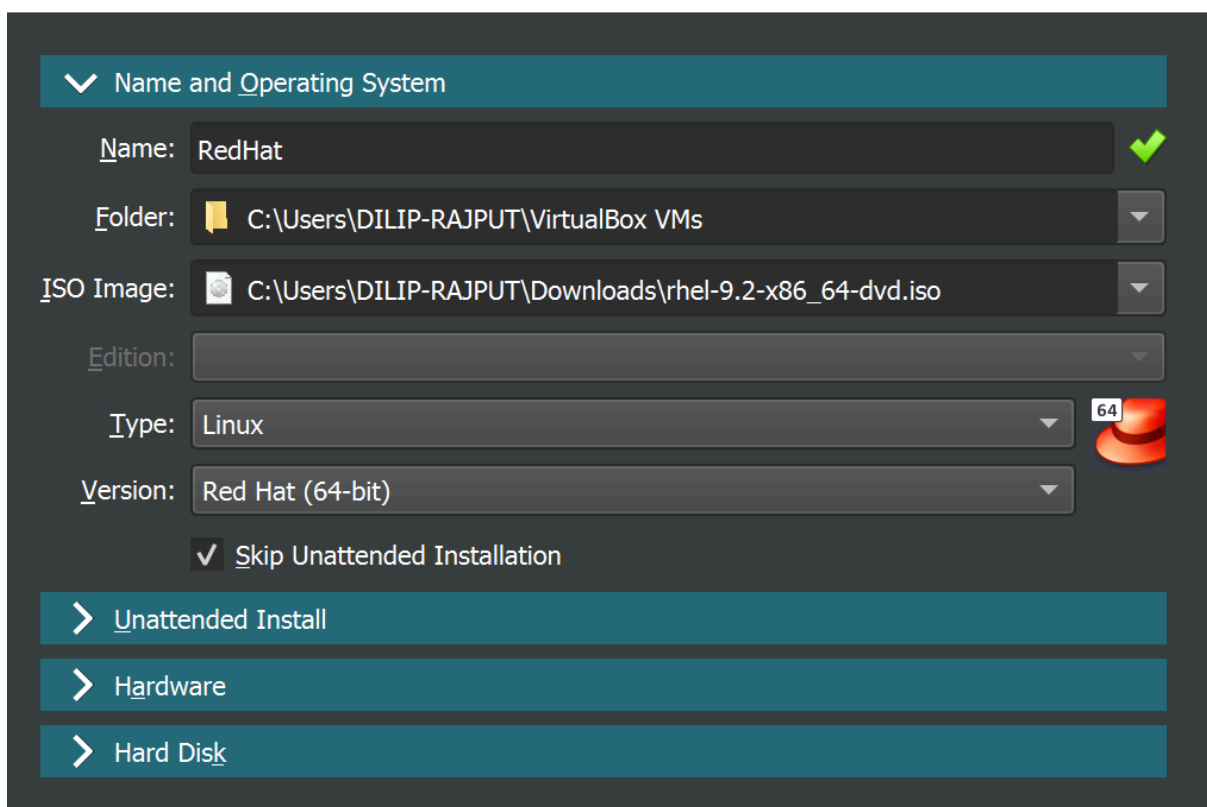 Name and Operating System
Name: RedHat
Folder: C:\Users\DILIP-RAJPUT\VirtualBox VMs
ISO Image: C:\Users\DILIP-RAJPUT\Downloads\rhel-9.2-x86_64-dvd.iso
Edition:
Type: Linux
64
Version: Red Hat (64-bit)
Skip Unattended Installation
Unattended Install
Hardware
Hard Disk